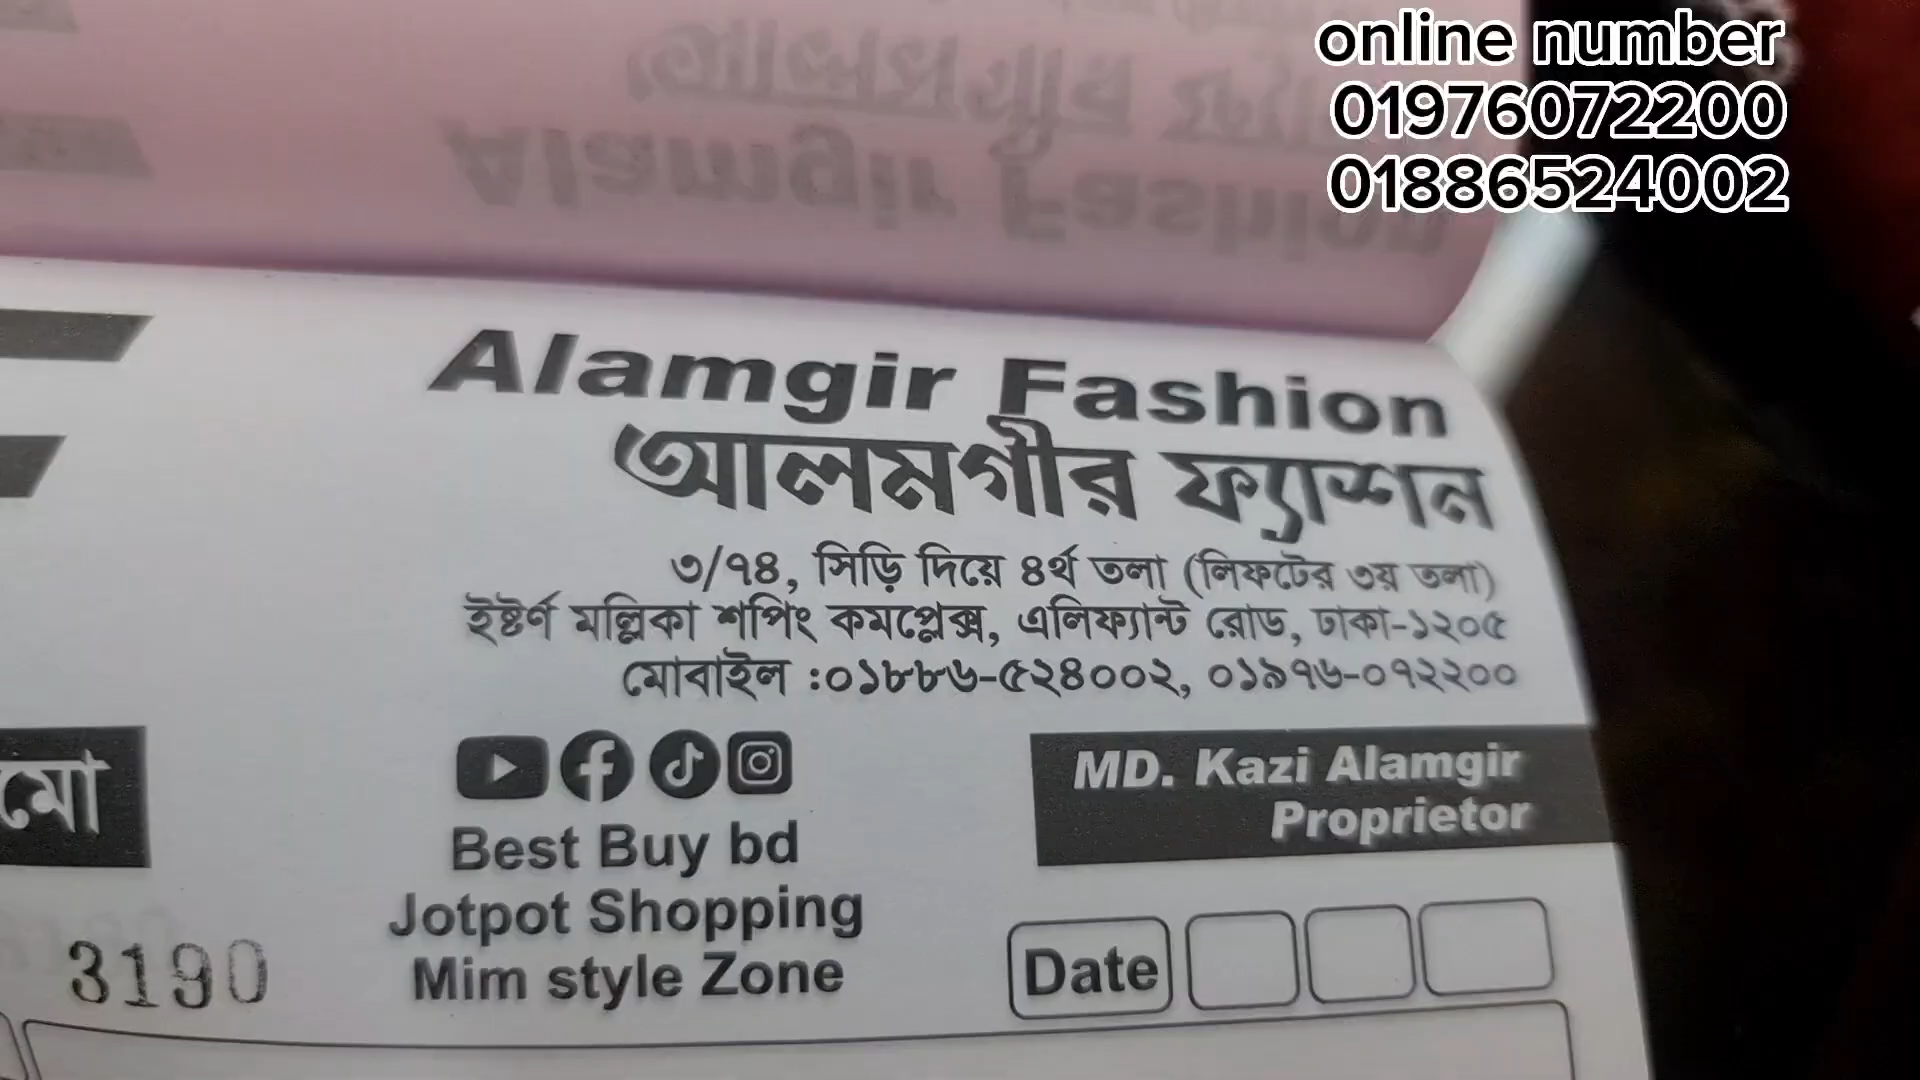 online number
01976072200
01886524002
Alamgir Fashion
Alamgir Fashion
আলমগীর ফ্যাশন
৩/৭৪, সিড়ি দিয়ে ৪র্থ তলা (লিফটের ৩য় তলা)
ইষ্টর্ণ মল্লিকা শপিং কমপ্লেক্স, এলিফ্যান্ট রোড, ঢাকা-১২০৫
মোবাইল :০১৮৮৬-৫২৪০০২, ০১৯৭৬-০৭২২০০
মো
MD. Kazi Alamgir
Proprietor
Best Buy bd
Jotpot Shopping
Mim style Zone
3190
Date